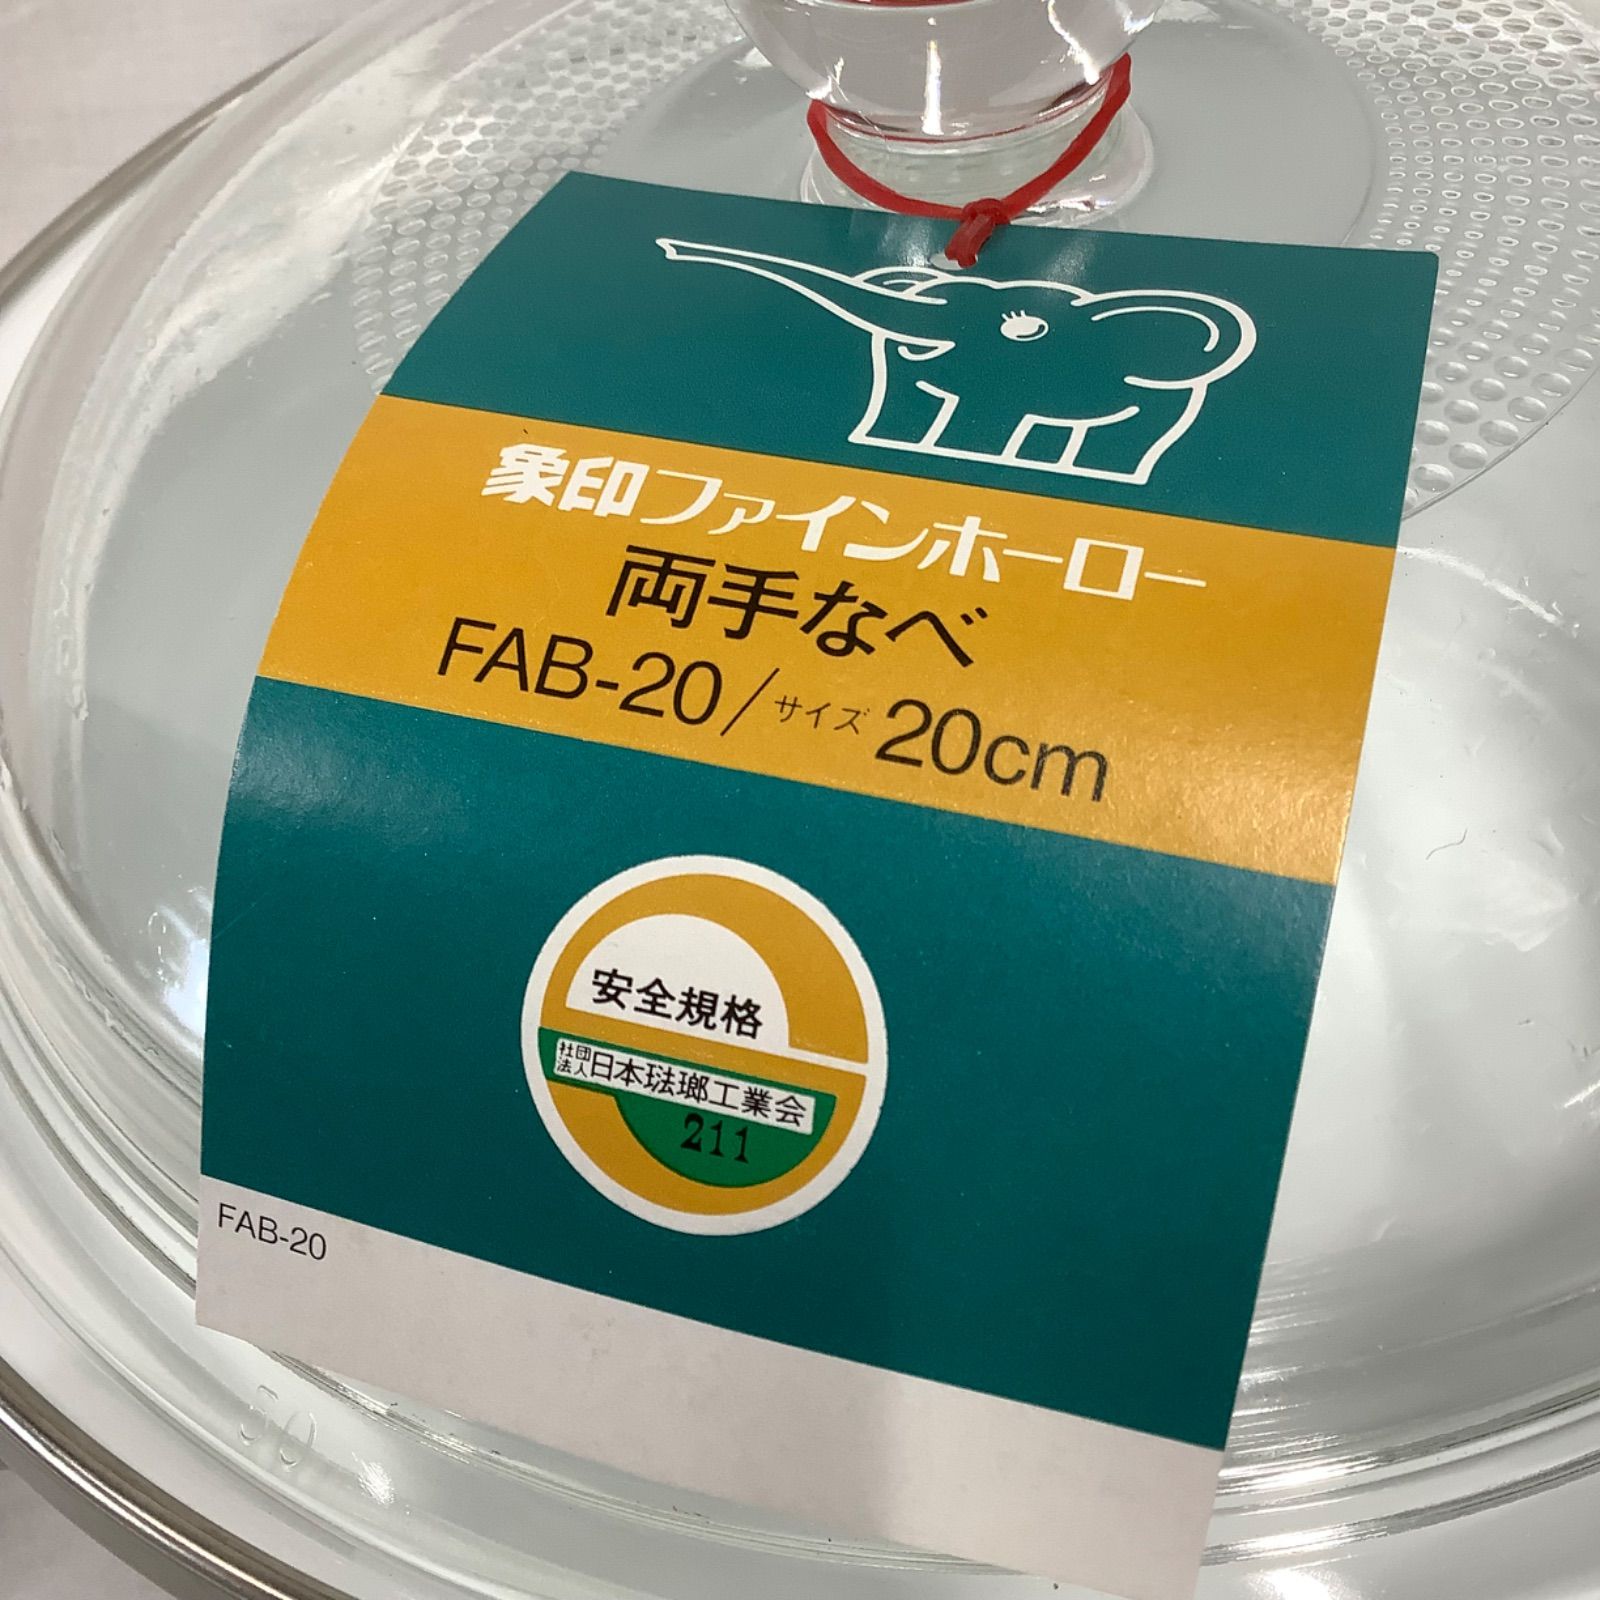 象印ファインホーロー
両手なべ
FAB-20/サイズ 20cm
安全規格
社団法人日本琺瑯工業会
211
FAB-20
50